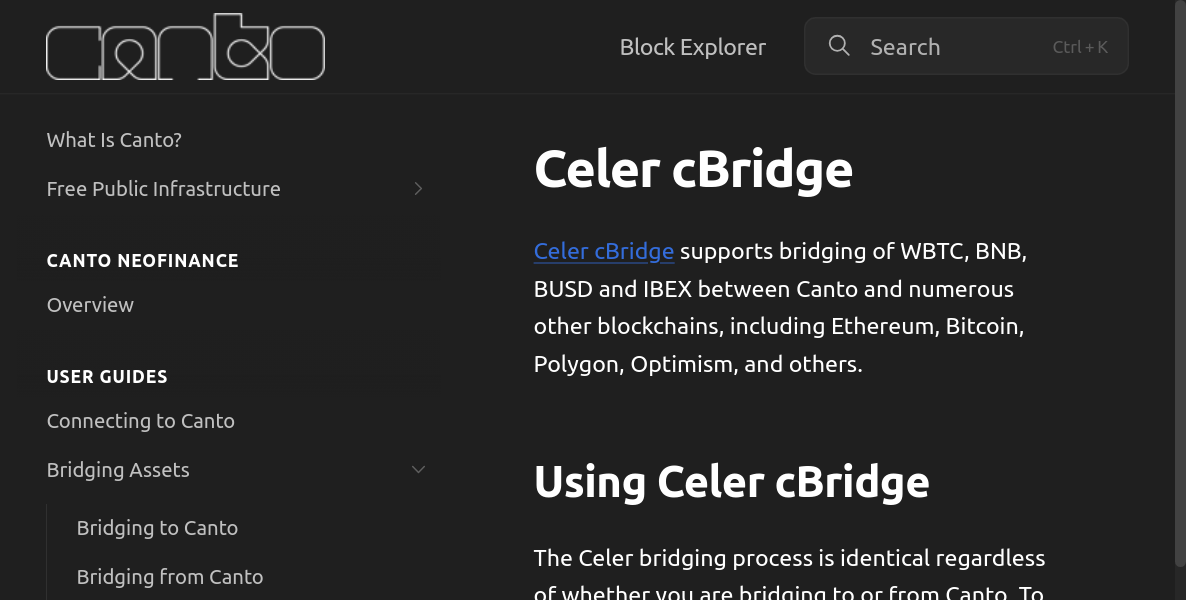 canto
Block Explorer
Search
Ctrl + K
What Is Canto?
Free Public Infrastructure
CANTO NEOFINANCE
Overview
USER GUIDES
Connecting to Canto
Bridging Assets
Bridging to Canto
Bridging from Canto
Celer cBridge
Celer cBridge supports bridging of WBTC, BNB,
BUSD and IBEX between Canto and numerous
other blockchains, including Ethereum, Bitcoin,
Polygon, Optimism, and others.
Using Celer cBridge
The Celer bridging process is identical regardless
of whether you are bridging to or from Canto. To